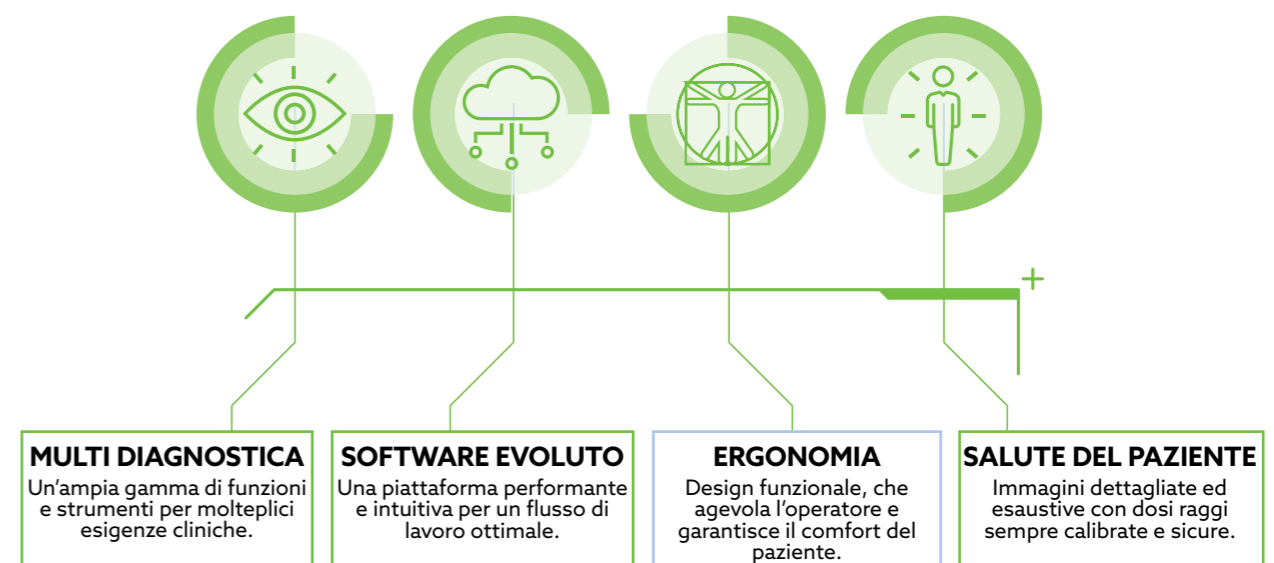 MULTI DIAGNOSTICA
Un'ampia gamma di funzioni
e strumenti per molteplici
esigenze cliniche.
SOFTWARE EVOLUTO
Una piattaforma performante
e intuitiva per un flusso di
lavoro ottimale.
ERGONOMIA
Design funzionale, che
agevola l'operatore e
garantisce il comfort del
paziente.
SALUTE DEL PAZIENTE
Immagini dettagliate ed
esaustive con dosi raggi
sempre calibrate e sicure.